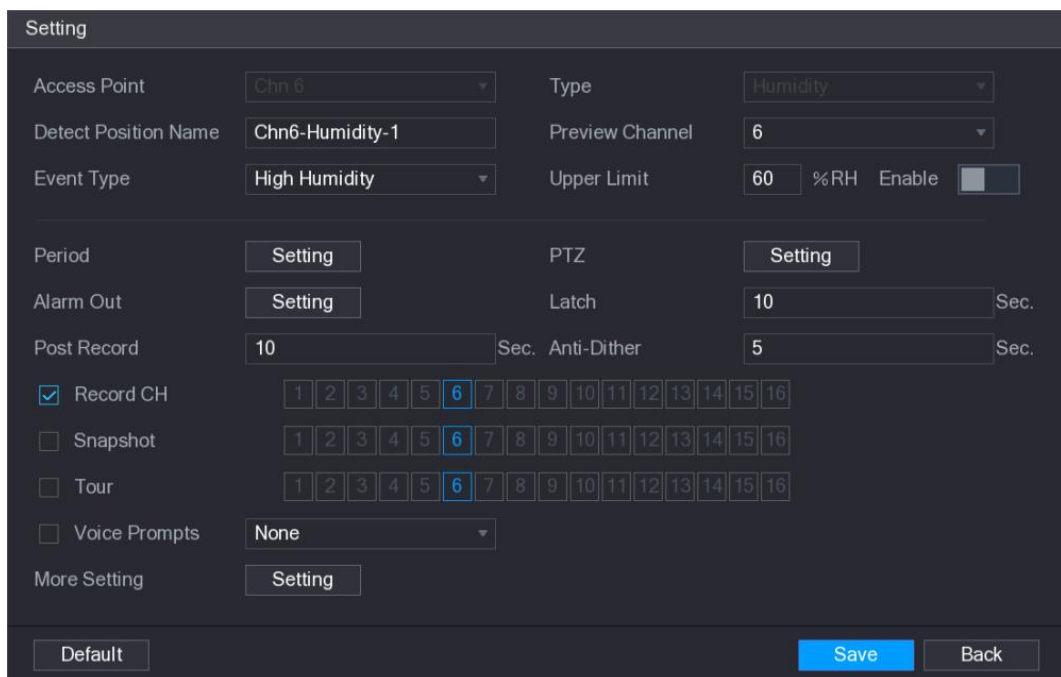 Setting
Access Point Chn 6 Type Humidity
Detect Position Name Chn6-Humidity-1 Preview Channel 6
Event Type High Humidity Upper Limit 60 %RH Enable
Period Setting PTZ Setting
Alarm Out Setting Latch 10 Sec.
Post Record 10 Sec. Anti-Dither 5 Sec.
Record CH 1 2 3 4 5 6 7 8 9 10 11 12 13 14 15 16
Snapshot 1 2 3 4 5 6 7 8 9 10 11 12 13 14 15 16
Tour 1 2 3 4 5 6 7 8 9 10 11 12 13 14 15 16
Voice Prompts None
More Setting Setting
Default Save Back